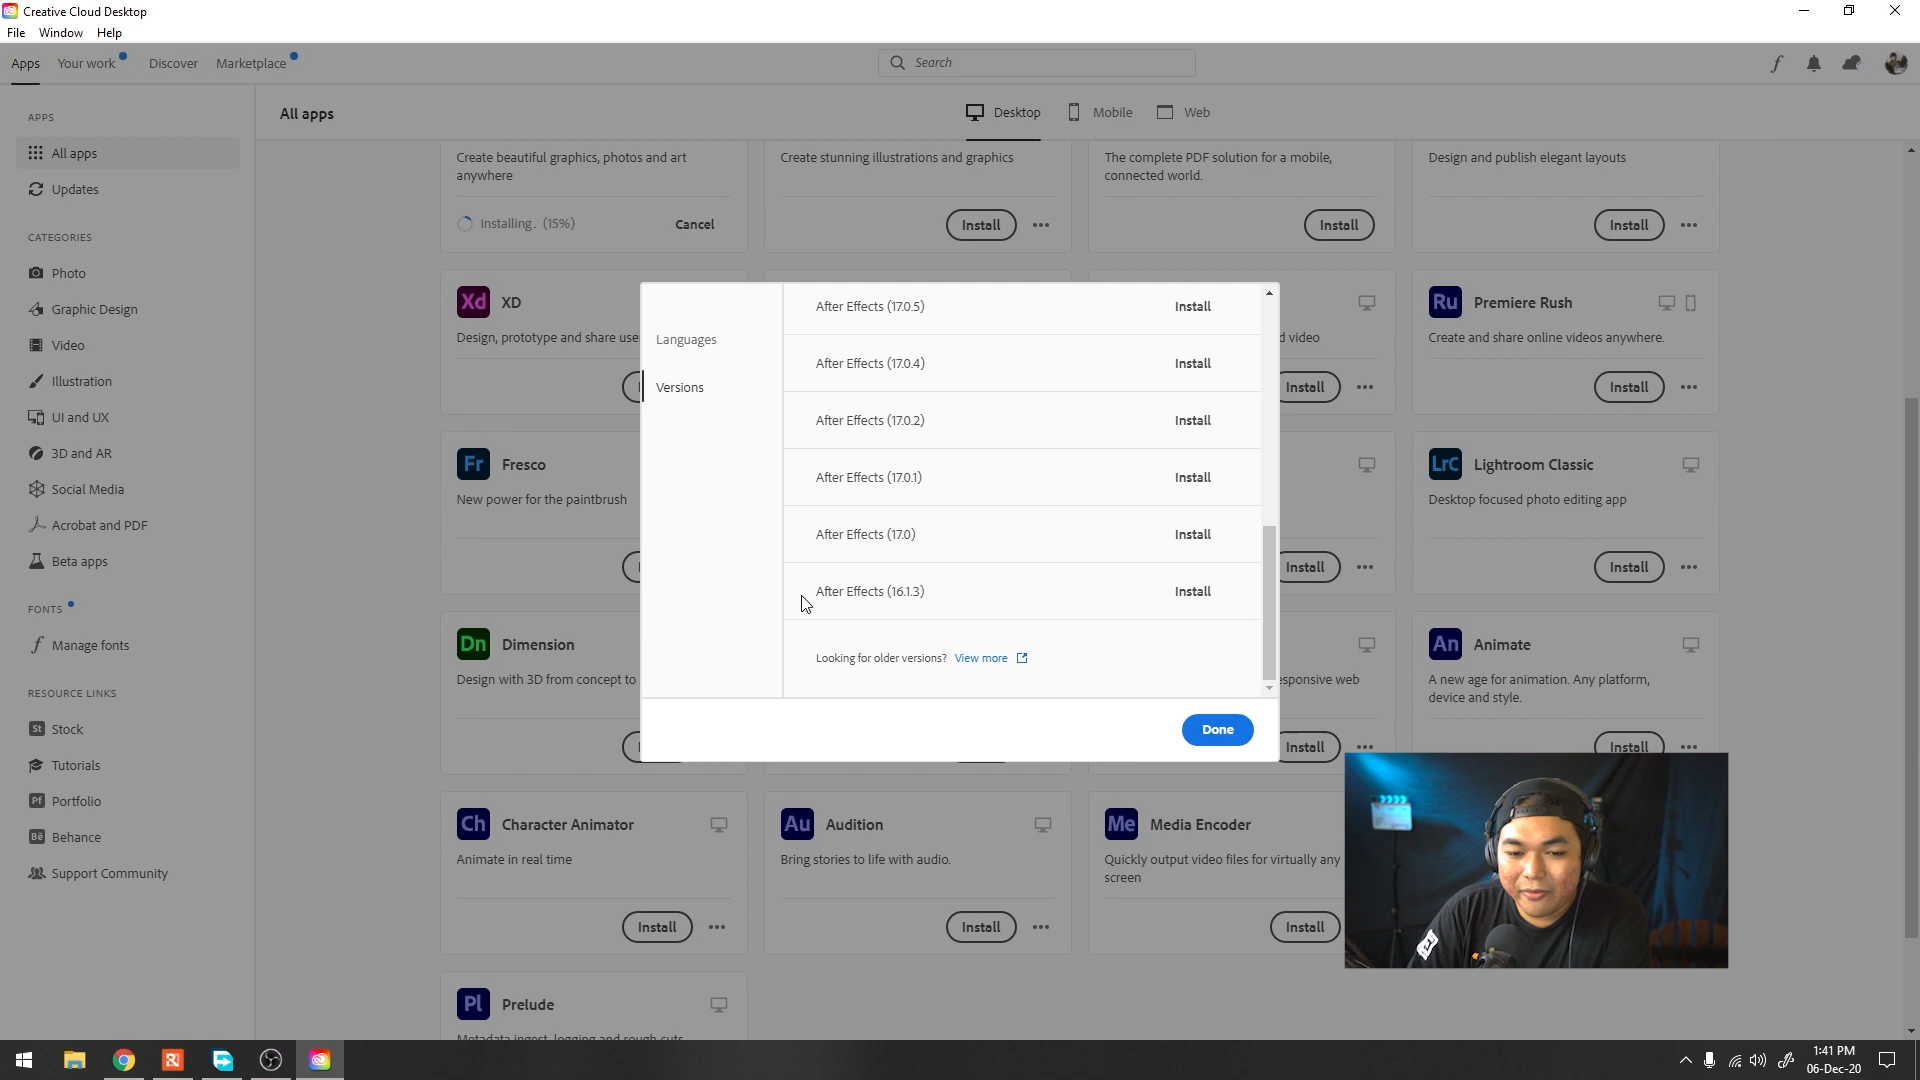 Creative Cloud Desktop
File Window Help
Apps Your work Discover Marketplace Search
APPS
All apps
Updates
CATEGORIES
Photo
Graphic Design
Video
Illustration
UI and UX
3D and AR
Social Media
Acrobat and PDF
Beta apps
FONTS
Manage fonts
RESOURCE LINKS
St Stock
Tutorials
Pf Portfolio
Bē Behance
Support Community
All apps Desktop Mobile Web
Create beautiful graphics, photos and art
anywhere
Installing. (15%) Cancel
Create stunning illustrations and graphics
Install
The complete PDF solution for a mobile,
connected world.
Install
Design and publish elegant layouts
Install
Xd XD
Design, prototype and share use
d video
Install
Ru Premiere Rush
Create and share online videos anywhere.
Install
Fr Fresco
New power for the paintbrush
Install
LrC Lightroom Classic
Desktop focused photo editing app
Install
Dn Dimension
Design with 3D from concept to
esponsive web
Install
An Animate
A new age for animation. Any platform,
device and style.
Install
Languages
Versions
After Effects (17.0.5) Install
After Effects (17.0.4) Install
After Effects (17.0.2) Install
After Effects (17.0.1) Install
After Effects (17.0) Install
After Effects (16.1.3) Install
Looking for older versions? View more
Done
Ch Character Animator
Animate in real time
Install
Au Audition
Bring stories to life with audio.
Install
Me Media Encoder
Quickly output video files for virtually any
screen
Install
Pl Prelude
Metadata ingest, logging and rough cuts
1:41 PM
06-Dec-20